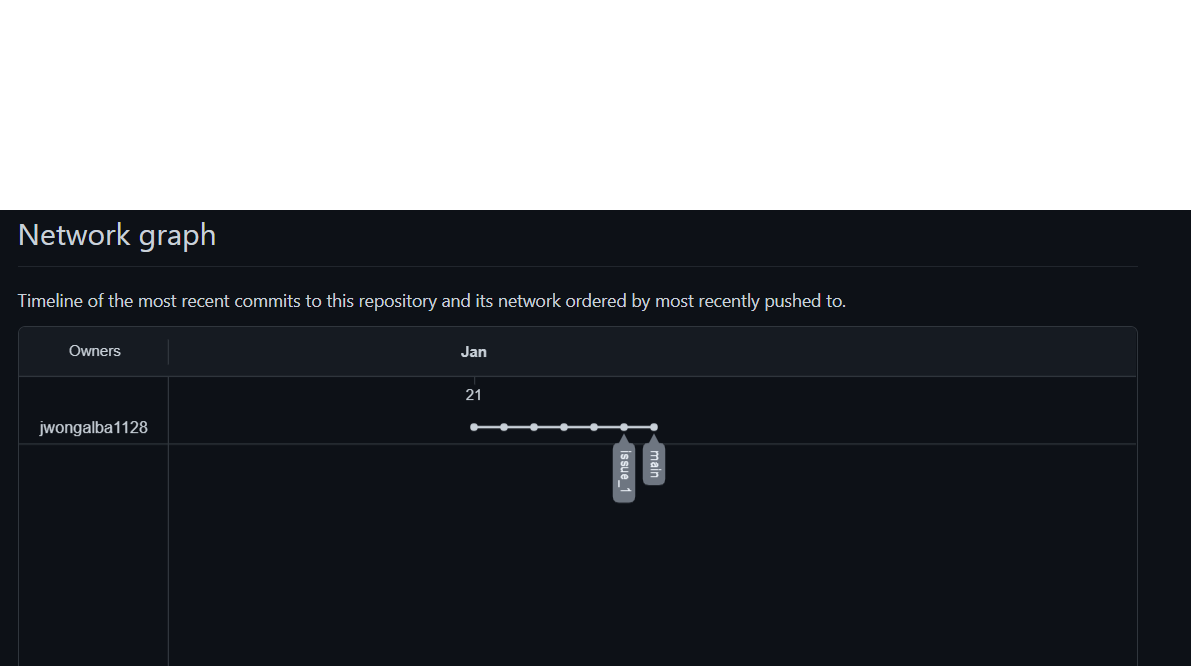 Network graph
Timeline of the most recent commits to this repository and its network ordered by most recently pushed to.
Owners
Jan
21
jwongalba1128
issue_1
main